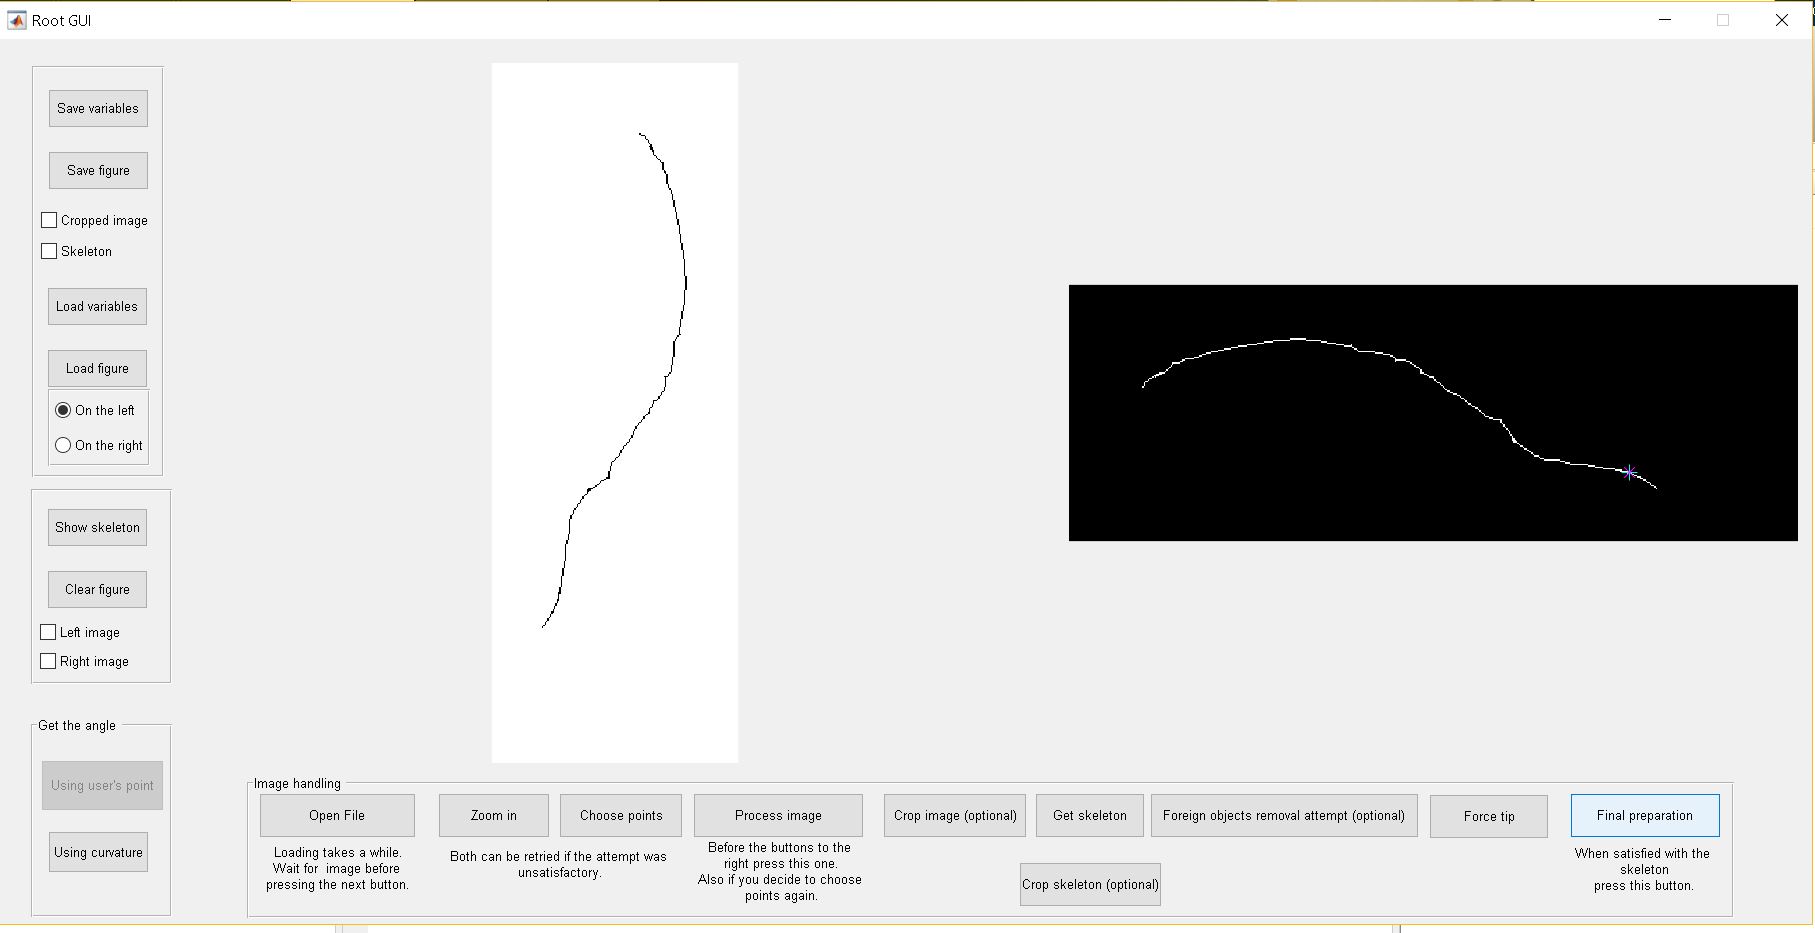 Root GUI
Save variables
Save figure
Cropped image
Skeleton
Load variables
Load figure
On the left
On the right
Show skeleton
Clear figure
Left image
Right image
Get the angle
Using user's point
Using curvature
Image handling
Open File
Loading takes a while.
Wait for  image before
pressing the next button.
Zoom in
Choose points
Both can be retried if the attempt was
unsatisfactory.
Process image
Before the buttons to the
right press this one.
Also if you decide to choose
points again.
Crop image (optional)
Get skeleton
Foreign objects removal attempt (optional)
Crop skeleton (optional)
Force tip
Final preparation
When satisfied with the
skeleton
press this button.